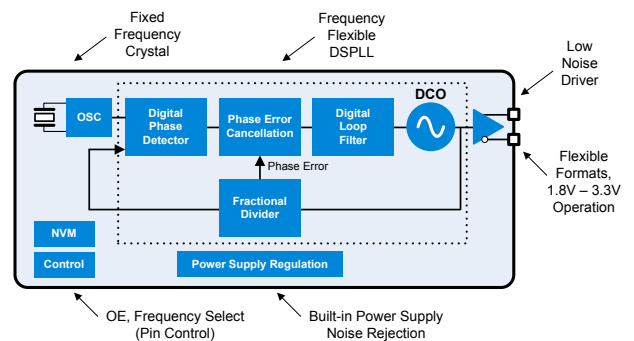 Fixed
Frequency
Crystal
Frequency
Flexible
DSPLL
Low
Noise
Driver
OSC
Digital
Phase
Detector
Phase Error
Cancellation
Digital
Loop
Filter
DCO
Phase Error
Fractional
Divider
Flexible
Formats,
1.8V – 3.3V
Operation
NVM
Control
Power Supply Regulation
OE, Frequency Select
(Pin Control)
Built-in Power Supply
Noise Rejection